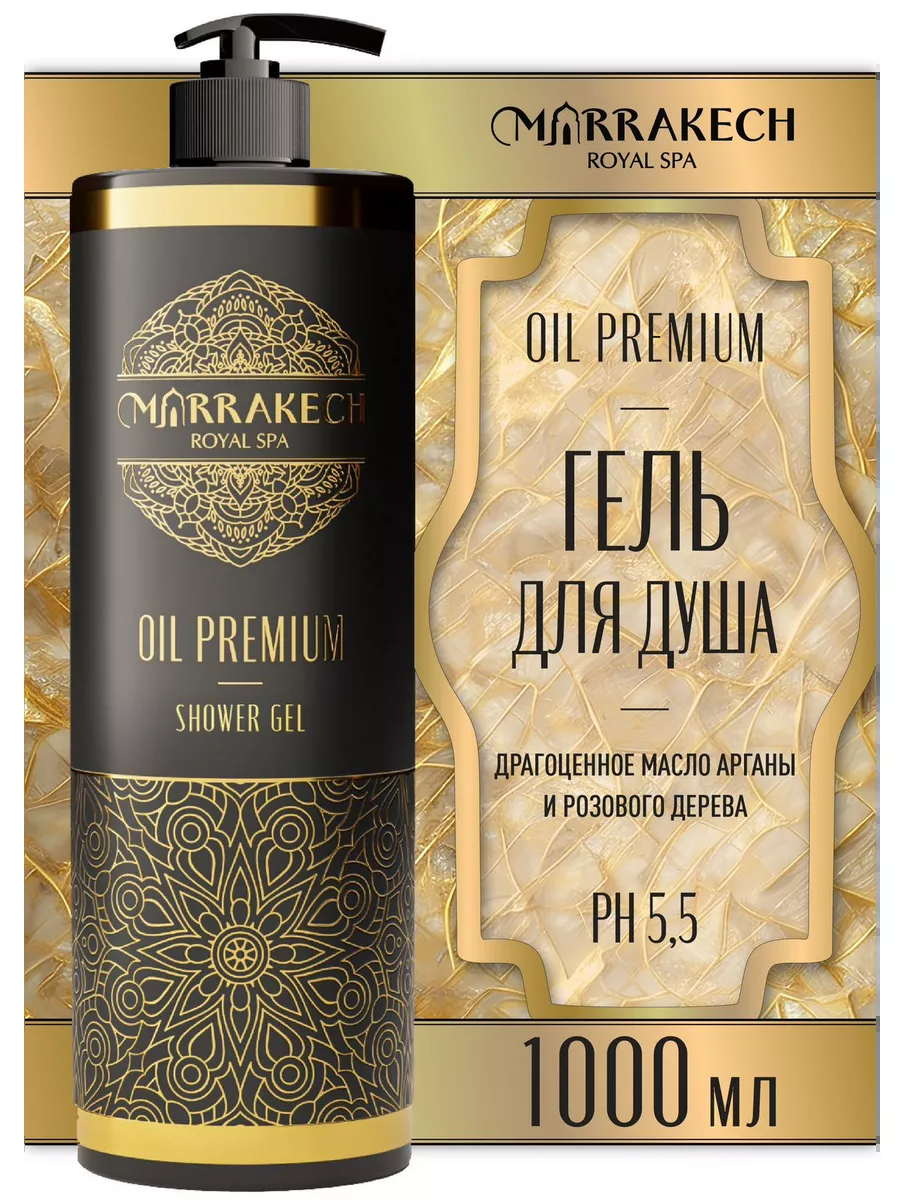 MARRAKECH
ROYAL SPA
OIL PREMIUM
SHOWER GEL
MARRAKECH
ROYAL SPA
OIL PREMIUM
ГЕЛЬ
ДЛЯ ДУША
ДРАГОЦЕННОЕ МАСЛО АРГАНЫ
И РОЗОВОГО ДЕРЕВА
PH 5,5
1000 мл